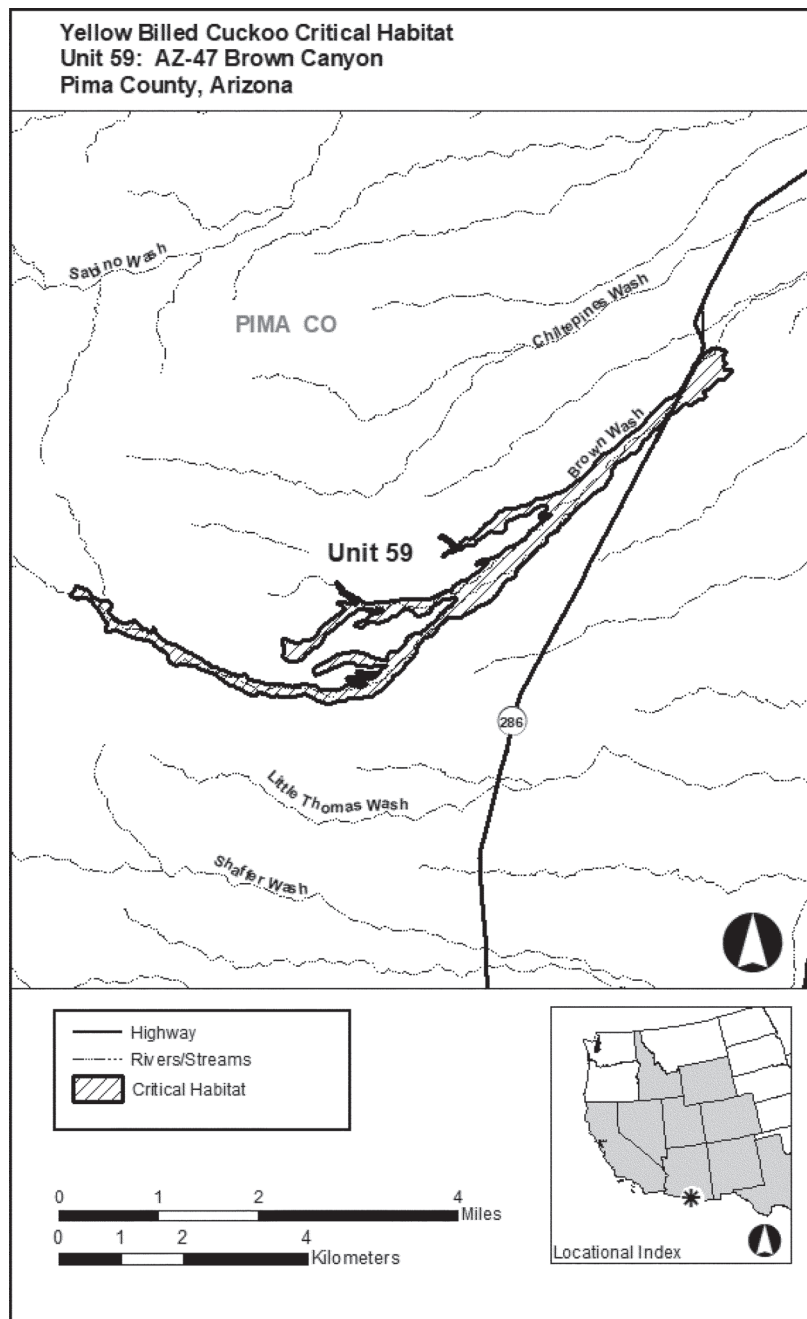 Yellow Billed Cuckoo Critical Habitat
Unit 59: AZ-47 Brown Canyon
Pima County, Arizona
Sabino Wash
PIMA CO
Chiltepines Wash
Brown Wash
Unit 59
286
Little Thomas Wash
Shaffer Wash
Highway
Rivers/Streams
Critical Habitat
0 1 2 4
Miles
0 1 2 4
Kilometers
Locational Index